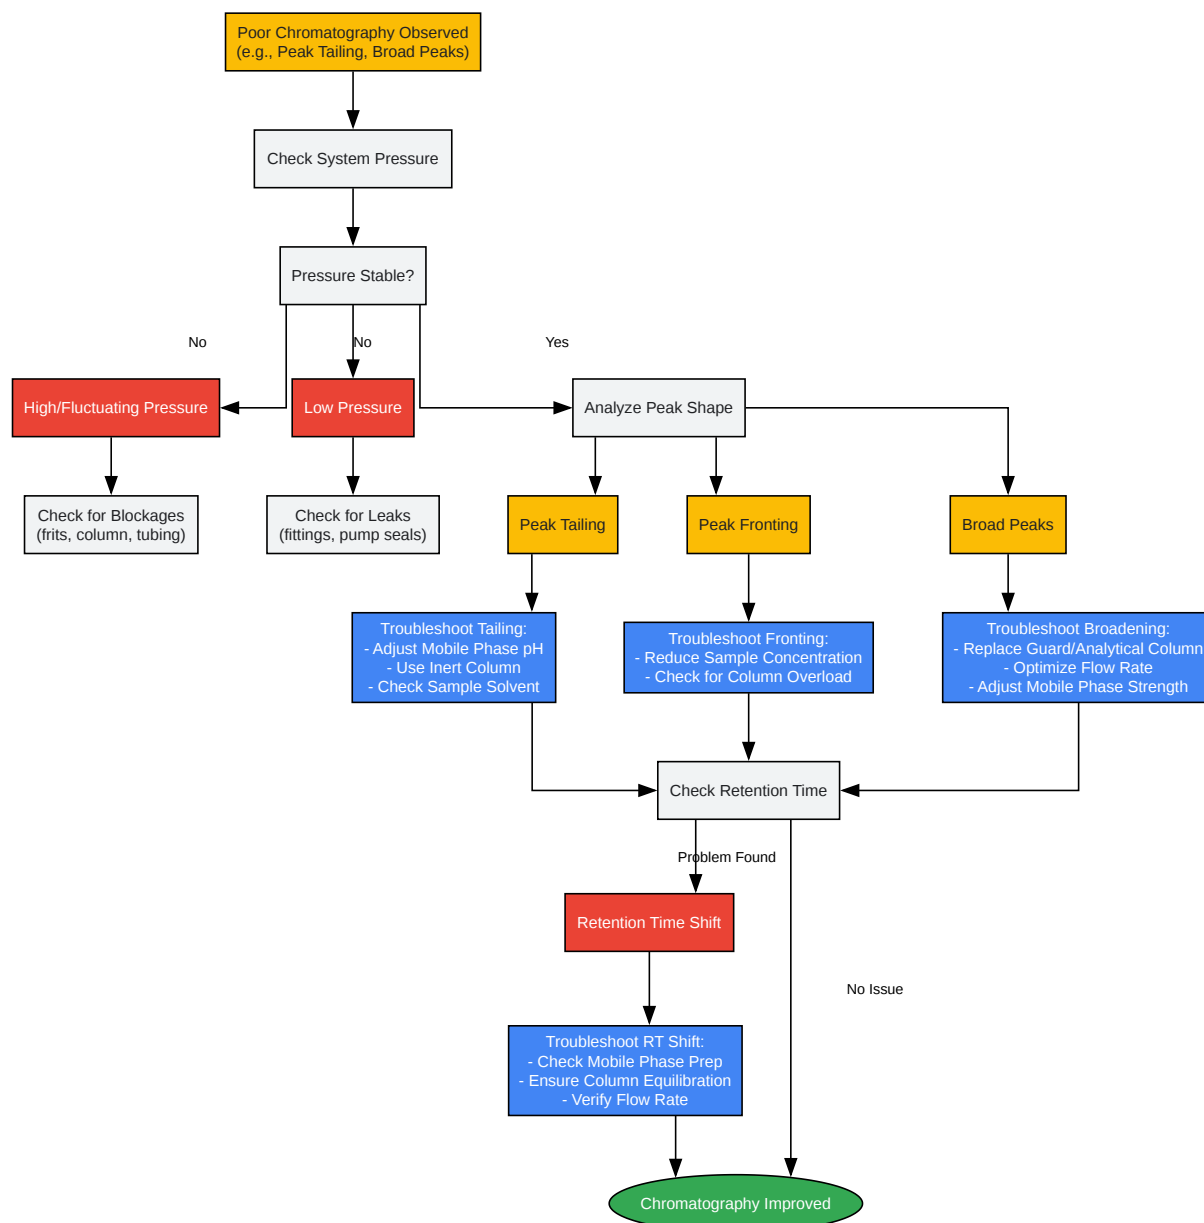 Poor Chromatography Observed
(e.g., Peak Tailing, Broad Peaks)
Check System Pressure
Pressure Stable?
No
No
Yes
High/Fluctuating Pressure
Low Pressure
Analyze Peak Shape
Check for Blockages
(frits, column, tubing)
Check for Leaks
(fittings, pump seals)
Peak Tailing
Peak Fronting
Broad Peaks
Troubleshoot Tailing:
- Adjust Mobile Phase pH
- Use Inert Column
- Check Sample Solvent
Troubleshoot Fronting:
- Reduce Sample Concentration
- Check for Column Overload
Troubleshoot Broadening:
- Replace Guard/Analytical Column
- Optimize Flow Rate
- Adjust Mobile Phase Strength
Check Retention Time
Problem Found
Retention Time Shift
No Issue
Troubleshoot RT Shift:
- Check Mobile Phase Prep
- Ensure Column Equilibration
- Verify Flow Rate
Chromatography Improved